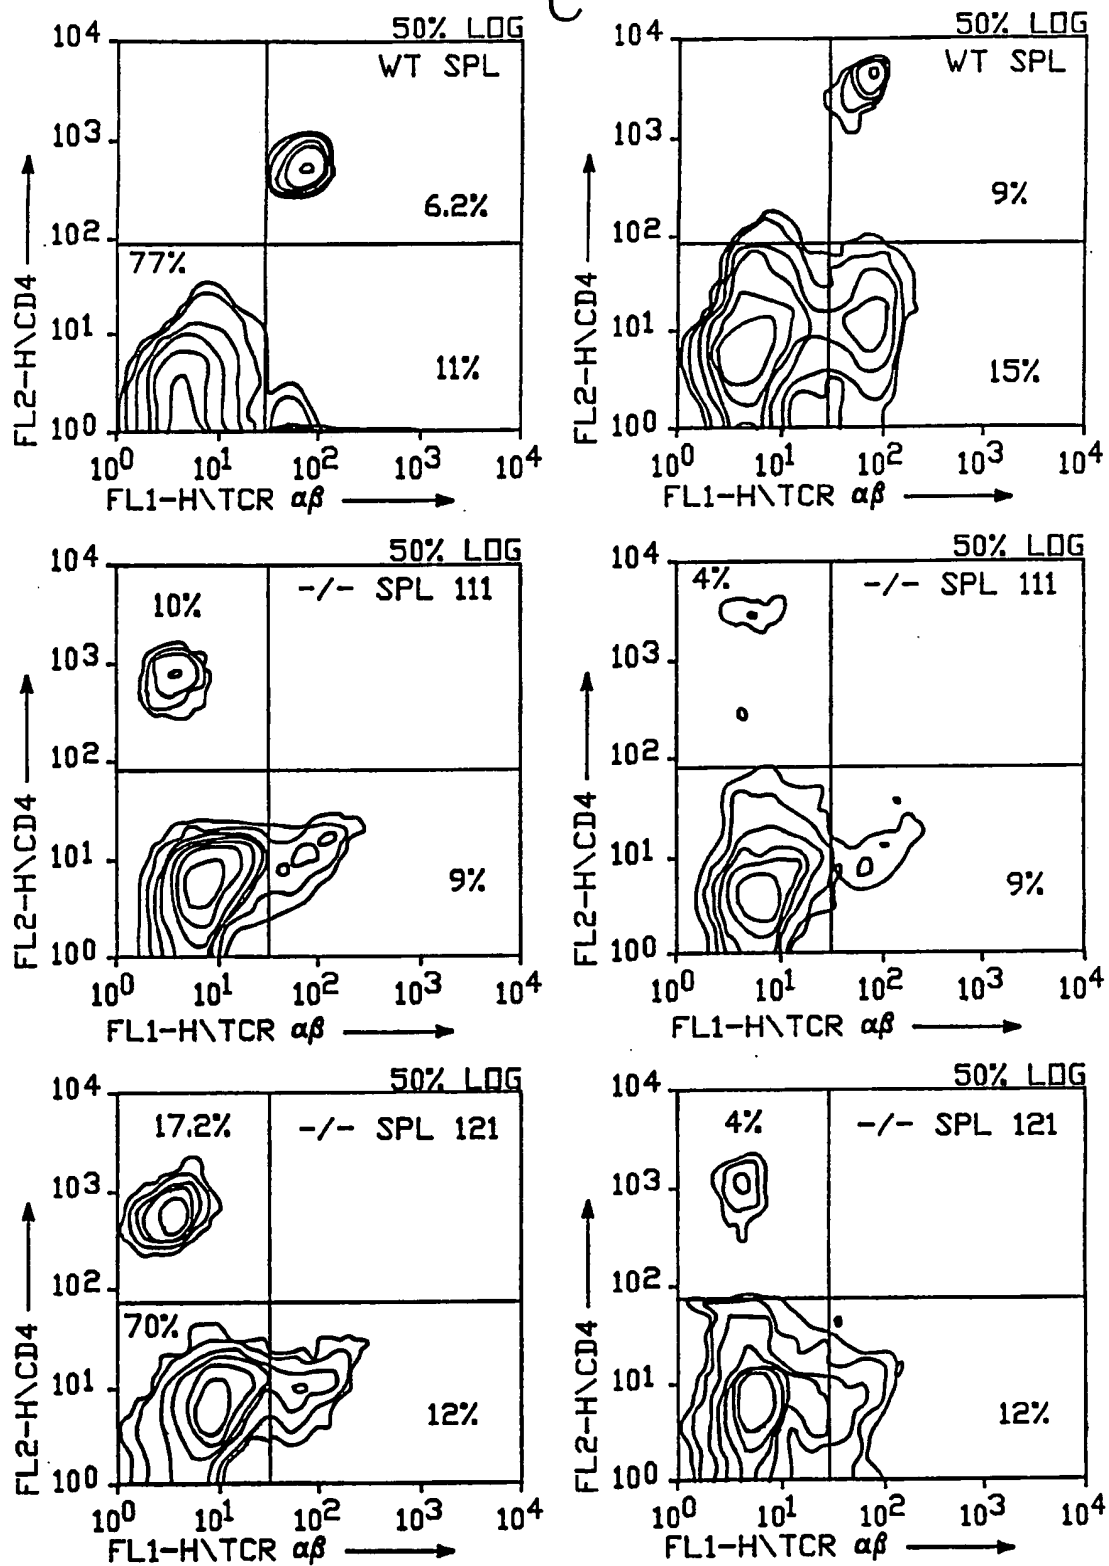 C
50% LOG
WT SPL
10⁴
10³
10²
10¹
10⁰
6.2%
77%
11%
FL2-H\CD4
10⁰ 10¹ 10² 10³ 10⁴
FL1-H\TCR αβ
50% LOG
WT SPL
10⁴
10³
10²
10¹
10⁰
9%
15%
FL2-H\CD4
10⁰ 10¹ 10² 10³ 10⁴
FL1-H\TCR αβ
50% LOG
-/- SPL 111
10⁴
10³
10²
10¹
10⁰
10%
9%
FL2-H\CD4
10⁰ 10¹ 10² 10³ 10⁴
FL1-H\TCR αβ
50% LOG
-/- SPL 111
10⁴
10³
10²
10¹
10⁰
4%
9%
FL2-H\CD4
10⁰ 10¹ 10² 10³ 10⁴
FL1-H\TCR αβ
50% LOG
-/- SPL 121
10⁴
10³
10²
10¹
10⁰
17.2%
70%
12%
FL2-H\CD4
10⁰ 10¹ 10² 10³ 10⁴
FL1-H\TCR αβ
50% LOG
-/- SPL 121
10⁴
10³
10²
10¹
10⁰
4%
12%
FL2-H\CD4
10⁰ 10¹ 10² 10³ 10⁴
FL1-H\TCR αβ